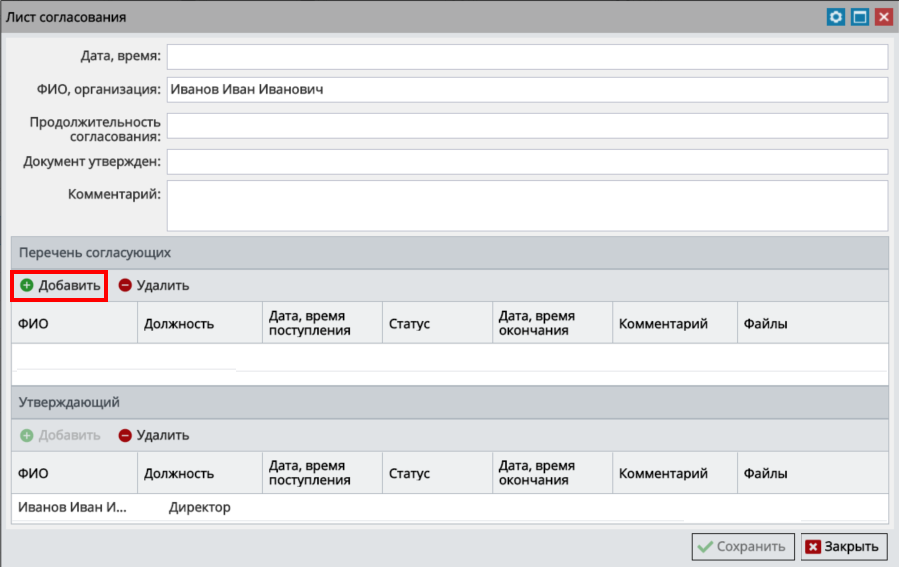 Лист согласования
Дата, время:
ФИО, организация: Иванов Иван Иванович
Продолжительность
согласования:
Документ утвержден:
Комментарий:
Перечень согласующих
Добавить Удалить
ФИО Должность Дата, время поступления Статус Дата, время окончания Комментарий Файлы
Утверждающий
Добавить Удалить
ФИО Должность Дата, время поступления Статус Дата, время окончания Комментарий Файлы
Иванов Иван И... Директор
Сохранить Закрыть